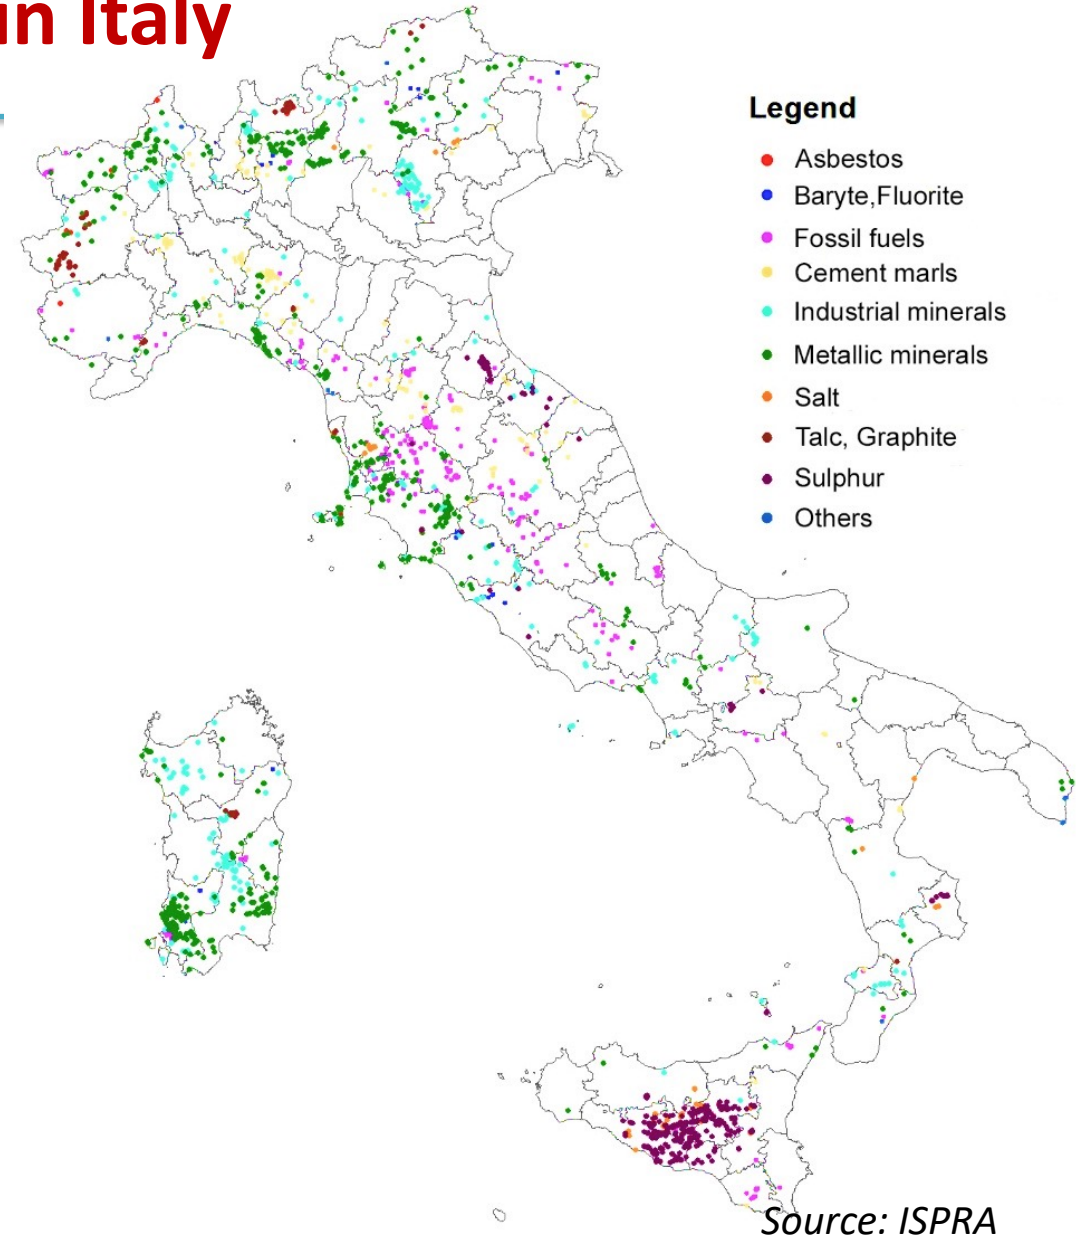 in Italy
Legend
Asbestos
Baryte,Fluorite
Fossil fuels
Cement marls
Industrial minerals
Metallic minerals
Salt
Talc, Graphite
Sulphur
Others
Source: ISPRA